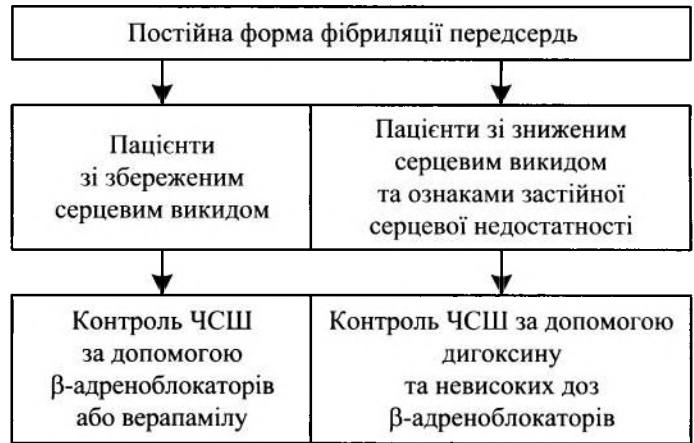 Постійна форма фібриляції передсердь
Пацієнти
зі збереженим
серцевим викидом
Пацієнти зі зниженим
серцевим викидом
та ознаками застійної
серцевої недостатності
Контроль ЧСШ
за допомогою
β-адреноблокаторів
або верапамілу
Контроль ЧСШ за допомогою
дигоксину
та невисоких доз
β-адреноблокаторів